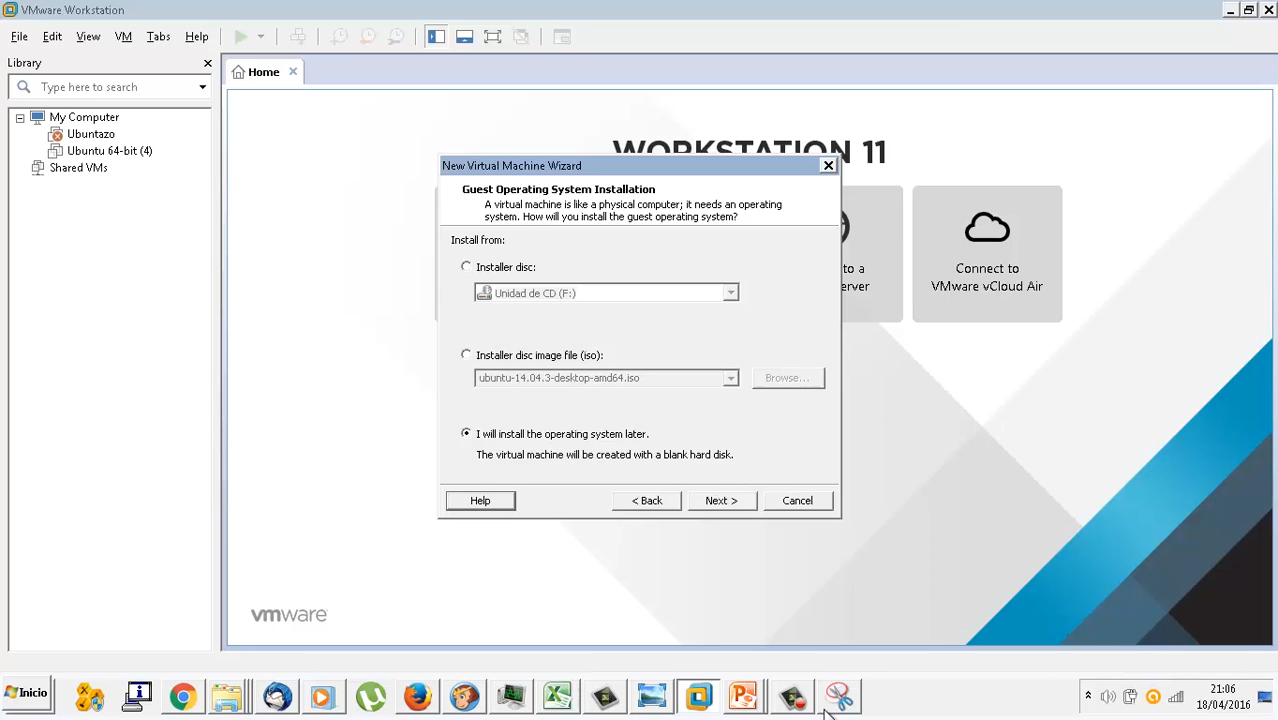 VMware Workstation
File Edit View VM Tabs Help
Library
Type here to search
My Computer
Ubuntazo
Ubuntu 64-bit (4)
Shared VMs
Home
WORKSTATION 11
to a
erver
Connect to
VMware vCloud Air
New Virtual Machine Wizard
Guest Operating System Installation
A virtual machine is like a physical computer; it needs an operating
system. How will you install the guest operating system?
Install from:
Installer disc:
Unidad de CD (F:)
Installer disc image file (iso):
ubuntu-14.04.3-desktop-amd64.iso
Browse...
I will install the operating system later.
The virtual machine will be created with a blank hard disk.
Help
< Back
Next >
Cancel
vmware
Inicio
21:06
18/04/2016